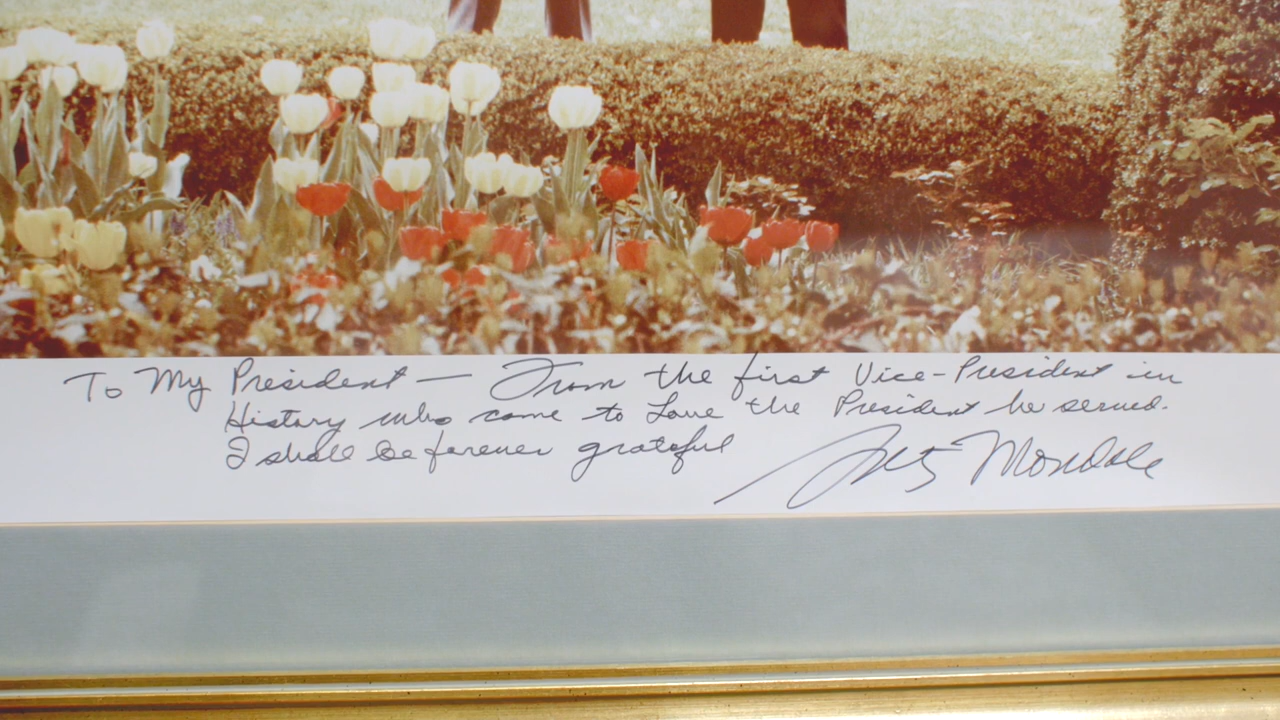 To My President — From the first Vice-President in
History who came to Love the President he served.
I shall be forever grateful
Fritz Mondale